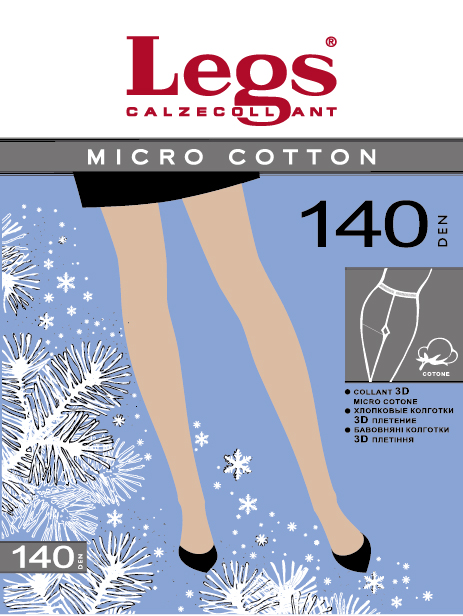 Legs®
CALZECOLLANT
MICRO COTTON
140 DEN
COTONE
● COLLANT 3D
MICRO COTONE
● ХЛОПКОВЫЕ КОЛГОТКИ
3D ПЛЕТЕНИЕ
● БАВОВНЯНІ КОЛГОТКИ
3D ПЛЕТІННЯ
140 DEN